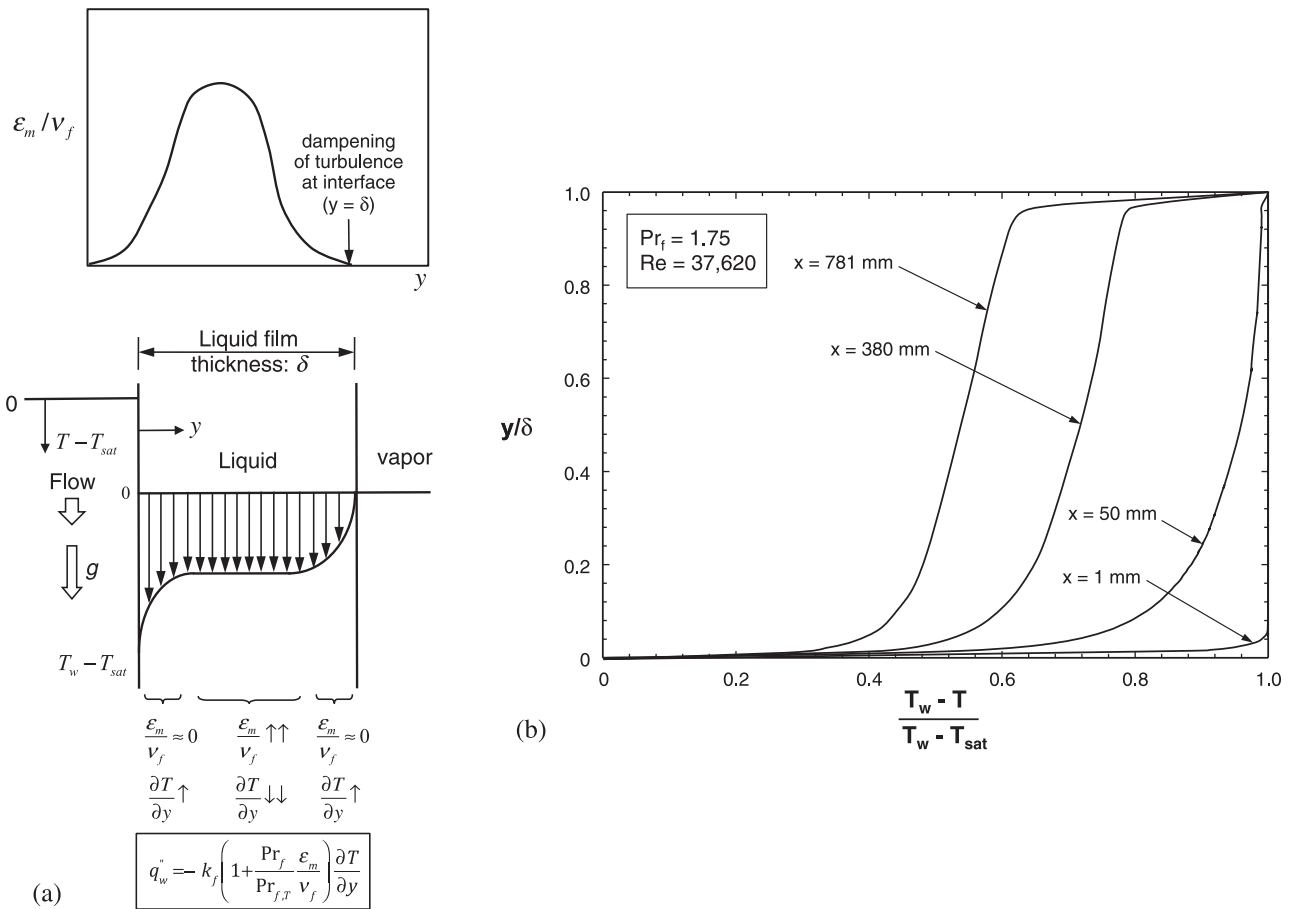 ε_m / ν_f
dampening
of turbulence
at interface
(y = δ)
y
Liquid film
thickness: δ
0
T − T_sat
y
Liquid
vapor
Flow
0
g
T_w − T_sat
ε_m/ν_f ≈ 0
ε_m/ν_f ↑↑
ε_m/ν_f ≈ 0
∂T/∂y ↑
∂T/∂y ↓↓
∂T/∂y ↑
q"_w = − k_f (1 + Pr_f/Pr_f,T ε_m/ν_f) ∂T/∂y
(a)
1.0
0.8
0.6
y/δ
0.4
0.2
0
Pr_f = 1.75
Re = 37,620
x = 781 mm
x = 380 mm
x = 50 mm
x = 1 mm
0
0.2
0.4
0.6
0.8
1.0
T_w - T
T_w - T_sat
(b)